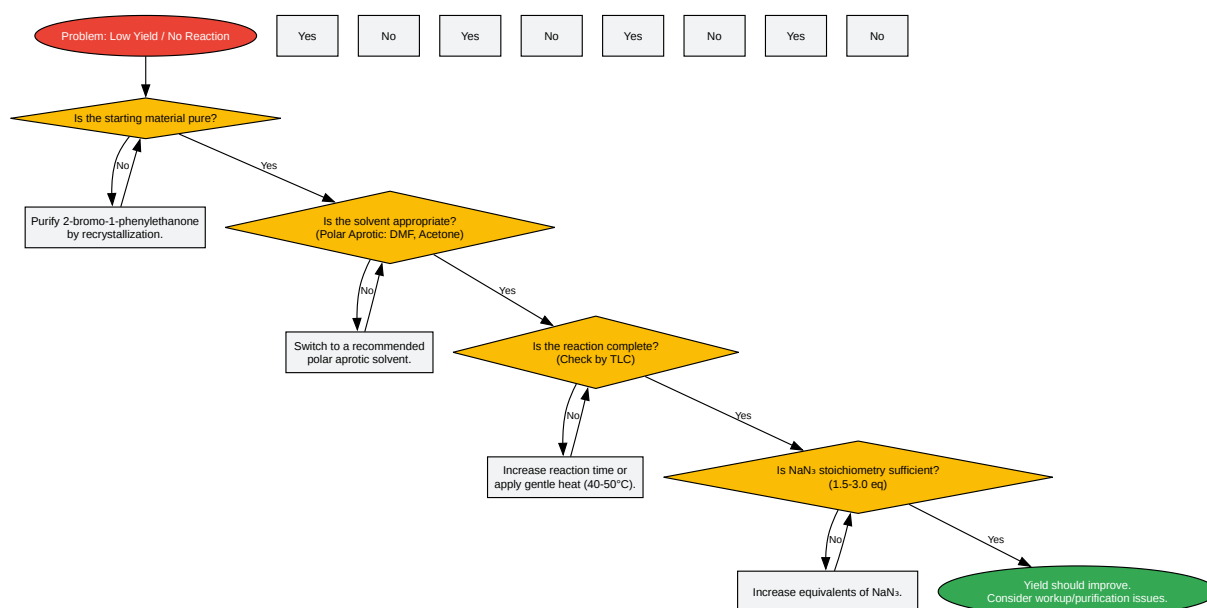 Problem: Low Yield / No Reaction
Yes
No
Yes
No
Yes
No
Yes
No
Is the starting material pure?
No
Yes
Purify 2-bromo-1-phenylethanone
by recrystallization.
Is the solvent appropriate?
(Polar Aprotic: DMF, Acetone)
No
Yes
Switch to a recommended
polar aprotic solvent.
Is the reaction complete?
(Check by TLC)
No
Yes
Increase reaction time or
apply gentle heat (40-50°C).
Is NaN₃ stoichiometry sufficient?
(1.5-3.0 eq)
No
Yes
Increase equivalents of NaN₃.
Yield should improve.
Consider workup/purification issues.